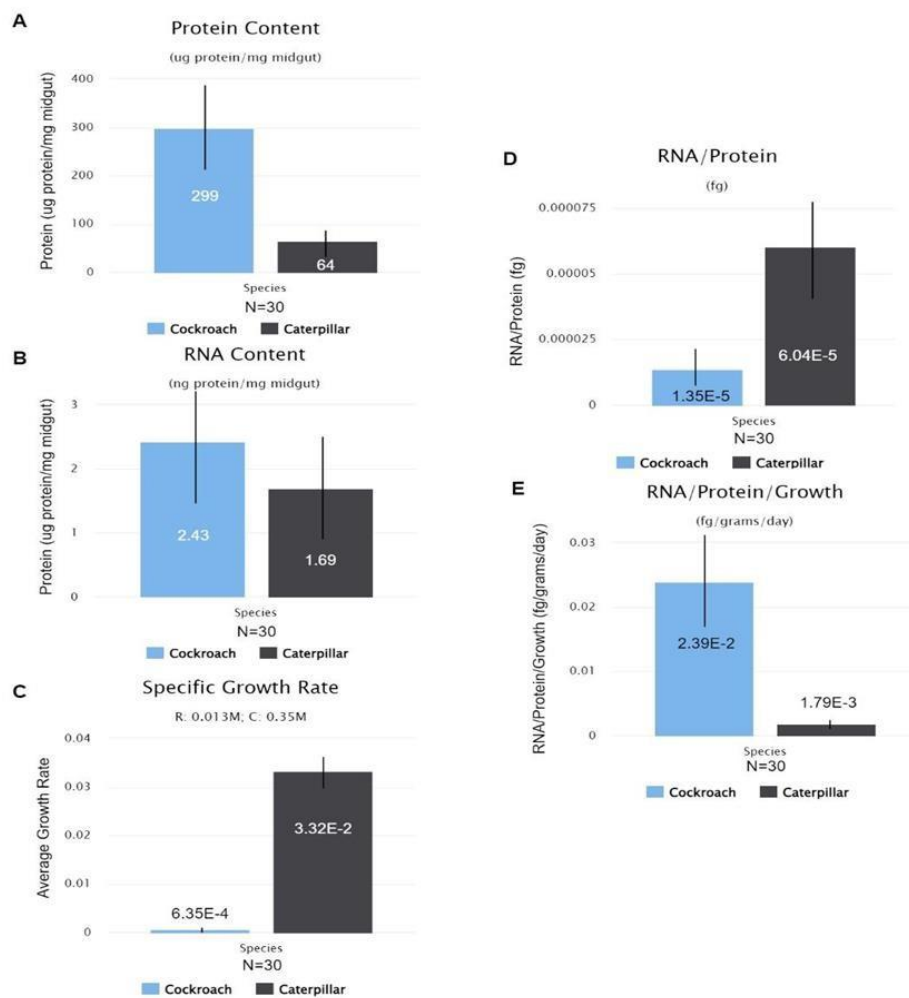 A
Protein Content
(ug protein/mg midgut)
Protein (ug protein/mg midgut)
400
300
200
100
0
299
64
Species
N=30
Cockroach Caterpillar
B
RNA Content
(ng protein/mg midgut)
Protein (ug protein/mg midgut)
3
2
1
0
2.43
1.69
Species
N=30
Cockroach Caterpillar
C
Specific Growth Rate
R: 0.013M; C: 0.35M
Average Growth Rate
0.04
0.03
0.02
0.01
0
6.35E-4
3.32E-2
Species
N=30
Cockroach Caterpillar
D
RNA/Protein
(fg)
RNA/Protein (fg)
0.000075
0.00005
0.000025
0
1.35E-5
6.04E-5
Species
N=30
Cockroach Caterpillar
E
RNA/Protein/Growth
(fg/grams/day)
RNA/Protein/Growth (fg/grams/day)
0.03
0.02
0.01
0
2.39E-2
1.79E-3
Species
N=30
Cockroach Caterpillar